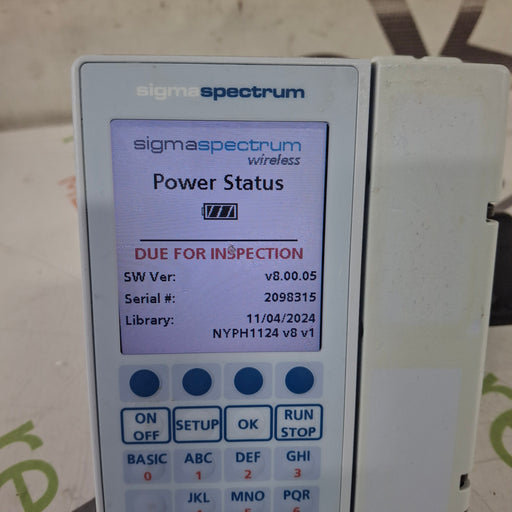 sigmaspectrum
sigmaspectrum
wireless
Power Status
DUE FOR INSPECTION
SW Ver: v8.00.05
Serial #: 2098315
Library: 11/04/2024
NYPH1124 v8 v1
ON OFF SETUP OK RUN STOP
BASIC 0 ABC 1 DEF 2 GHI 3
JKL MNO PQR
re